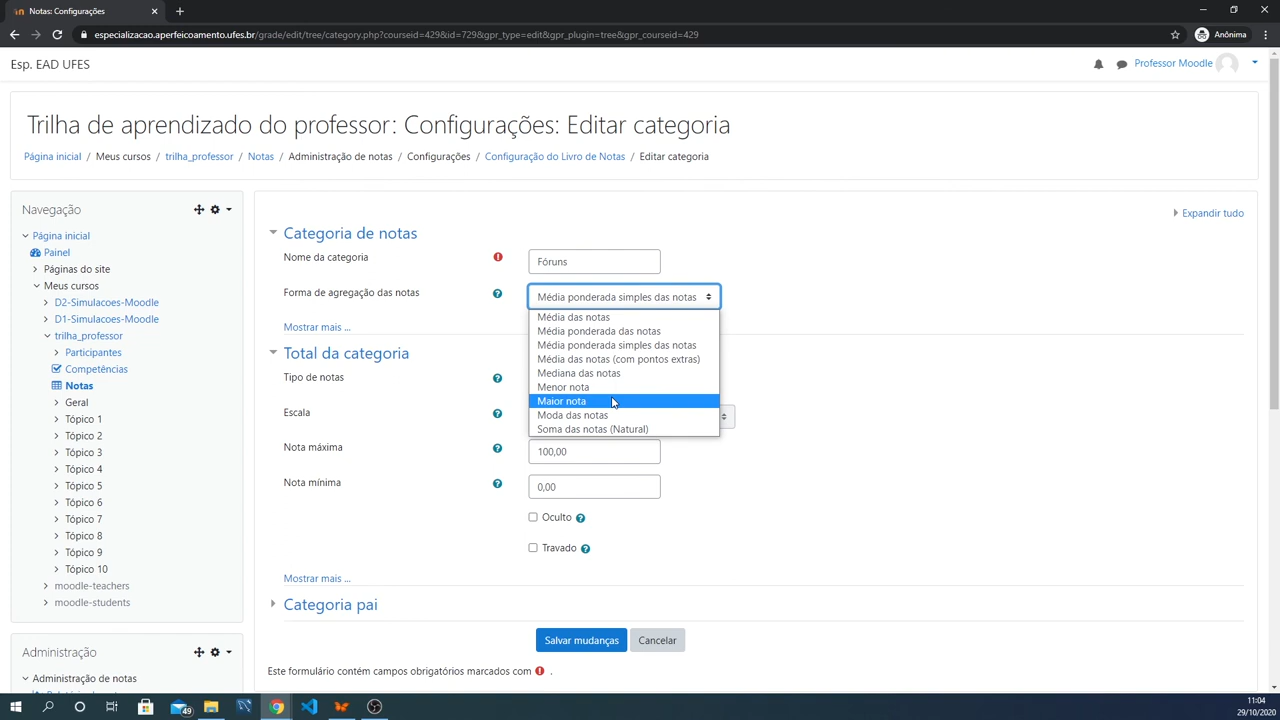 Notas: Configurações
especializacao.aperfeicoamento.ufes.br/grade/edit/tree/category.php?courseid=429&id=729&gpr_type=edit&gpr_plugin=tree&gpr_courseid=429
Anônima
Esp. EAD UFES
Professor Moodle
Trilha de aprendizado do professor: Configurações: Editar categoria
Página inicial / Meus cursos / trilha_professor / Notas / Administração de notas / Configurações / Configuração do Livro de Notas / Editar categoria
Navegação
Página inicial
Painel
Páginas do site
Meus cursos
D2-Simulacoes-Moodle
D1-Simulacoes-Moodle
trilha_professor
Participantes
Competências
Notas
Geral
Tópico 1
Tópico 2
Tópico 3
Tópico 4
Tópico 5
Tópico 6
Tópico 7
Tópico 8
Tópico 9
Tópico 10
moodle-teachers
moodle-students
Administração
Administração de notas
Expandir tudo
Categoria de notas
Nome da categoria
Fóruns
Forma de agregação das notas
Média ponderada simples das notas
Média das notas
Média ponderada das notas
Média ponderada simples das notas
Média das notas (com pontos extras)
Mediana das notas
Menor nota
Maior nota
Moda das notas
Soma das notas (Natural)
Mostrar mais ...
Total da categoria
Tipo de notas
Escala
Nota máxima
100,00
Nota mínima
0,00
Oculto
Travado
Mostrar mais ...
Categoria pai
Salvar mudanças
Cancelar
Este formulário contém campos obrigatórios marcados com .
49
11:04
29/10/2020